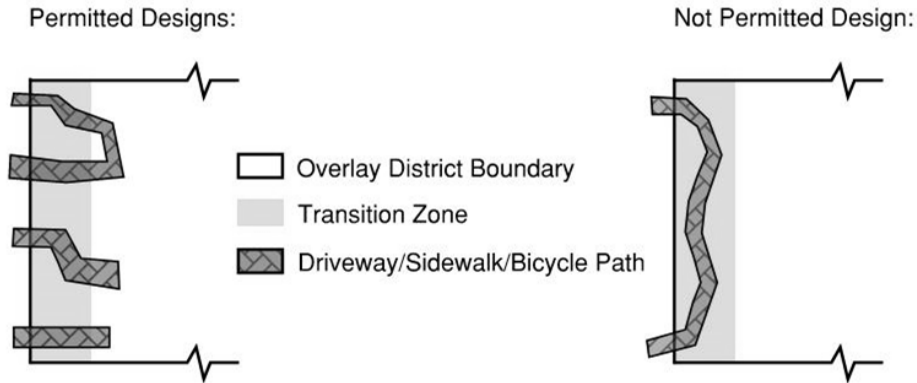 Permitted Designs:
Not Permitted Design:
Overlay District Boundary
Transition Zone
Driveway/Sidewalk/Bicycle Path